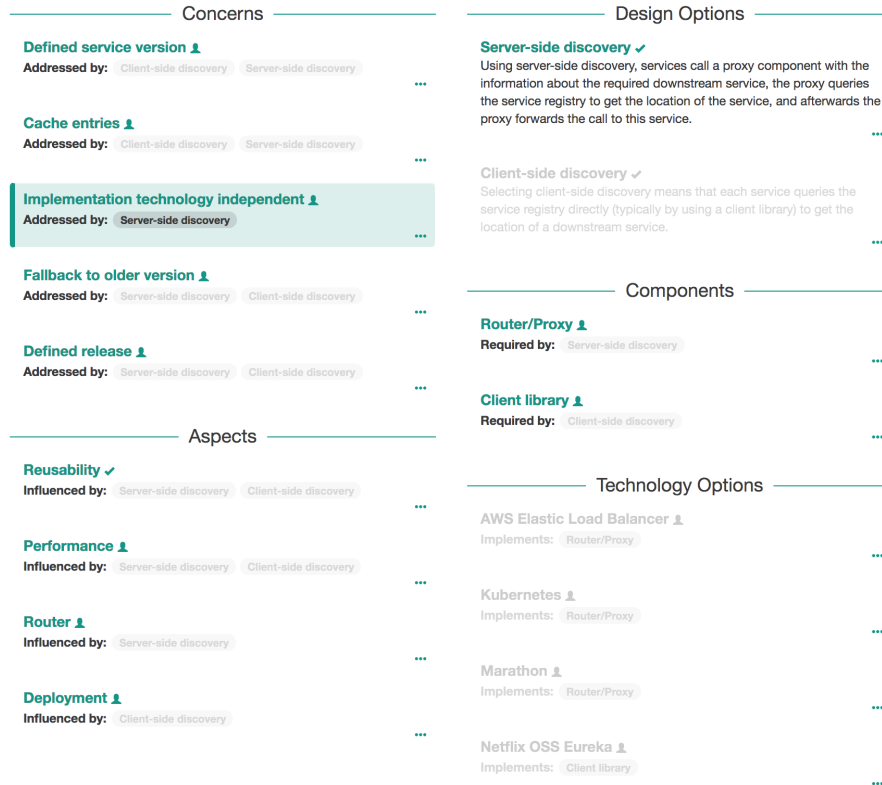 Concerns
Defined service version
Addressed by: Client-side discovery Server-side discovery
Cache entries
Addressed by: Client-side discovery Server-side discovery
Implementation technology independent
Addressed by: Server-side discovery
Fallback to older version
Addressed by: Server-side discovery Client-side discovery
Defined release
Addressed by: Server-side discovery Client-side discovery
Aspects
Reusability
Influenced by: Server-side discovery Client-side discovery
Performance
Influenced by: Server-side discovery Client-side discovery
Router
Influenced by: Server-side discovery
Deployment
Influenced by: Client-side discovery
Design Options
Server-side discovery
Using server-side discovery, services call a proxy component with the
information about the required downstream service, the proxy queries
the service registry to get the location of the service, and afterwards the
proxy forwards the call to this service.
Client-side discovery
Selecting client-side discovery means that each service queries the
service registry directly (typically by using a client library) to get the
location of a downstream service.
Components
Router/Proxy
Required by: Server-side discovery
Client library
Required by: Client-side discovery
Technology Options
AWS Elastic Load Balancer
Implements: Router/Proxy
Kubernetes
Implements: Router/Proxy
Marathon
Implements: Router/Proxy
Netflix OSS Eureka
Implements: Client library